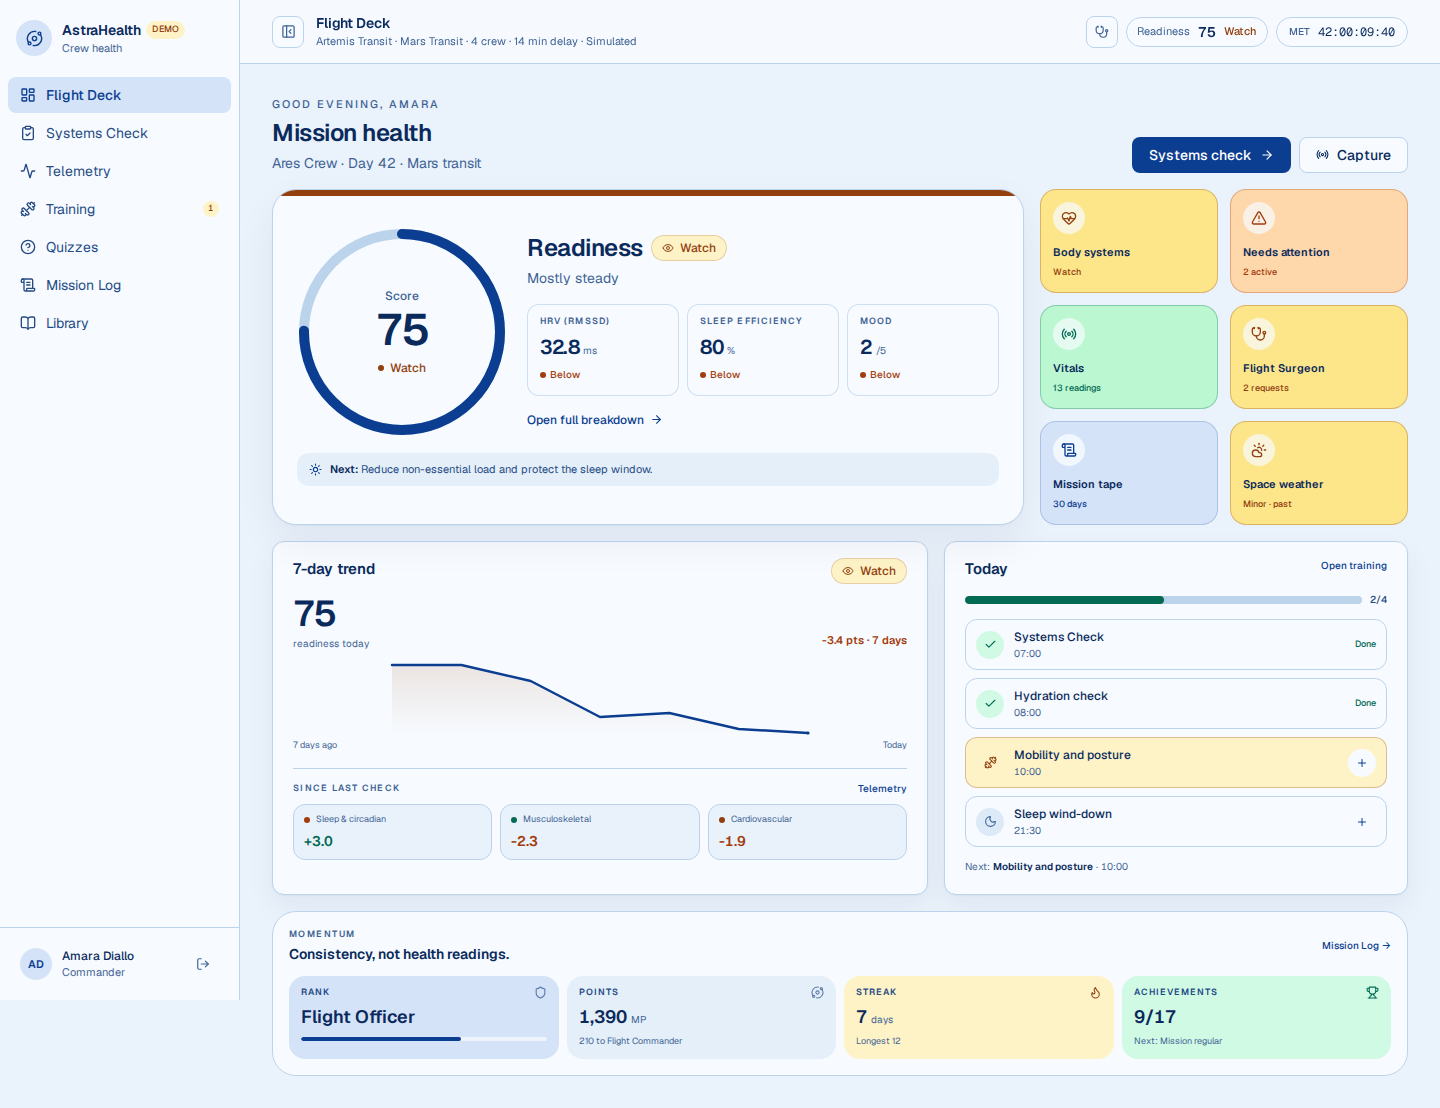 AstraHealth DEMO
Crew health
Flight Deck
Systems Check
Telemetry
Training 1
Quizzes
Mission Log
Library
AD
Amara Diallo
Commander
Flight Deck
Artemis Transit · Mars Transit · 4 crew · 14 min delay · Simulated
Readiness 75 Watch
MET 42:00:09:40
GOOD EVENING, AMARA
Mission health
Ares Crew · Day 42 · Mars transit
Systems check
Capture
Score
75
Watch
Readiness Watch
Mostly steady
HRV (RMSSD)
32.8 ms
Below
SLEEP EFFICIENCY
80 %
Below
MOOD
2 /5
Below
Open full breakdown
Next: Reduce non-essential load and protect the sleep window.
Body systems
Watch
Needs attention
2 active
Vitals
13 readings
Flight Surgeon
2 requests
Mission tape
30 days
Space weather
Minor · past
7-day trend
Watch
75
readiness today
-3.4 pts · 7 days
7 days ago
Today
SINCE LAST CHECK
Telemetry
Sleep & circadian
+3.0
Musculoskeletal
-2.3
Cardiovascular
-1.9
Today
Open training
2/4
Systems Check
07:00
Done
Hydration check
08:00
Done
Mobility and posture
10:00
Sleep wind-down
21:30
Next: Mobility and posture · 10:00
MOMENTUM
Consistency, not health readings.
Mission Log →
RANK
Flight Officer
POINTS
1,390 MP
210 to Flight Commander
STREAK
7 days
Longest 12
ACHIEVEMENTS
9/17
Next: Mission regular